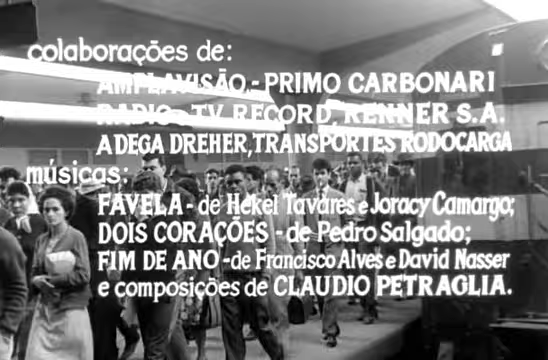 colaborações de:
AMPLAVISÃO.- PRIMO CARBONARI
RADIO - TV RECORD, RENNER S.A.
ADEGA DREHER, TRANSPORTES RODOCARGA
músicas:
FAVELA - de Hekel Tavares e Joracy Camargo;
DOIS CORAÇÕES - de Pedro Salgado;
FIM DE ANO - de Francisco Alves e David Nasser
e composições de CLAUDIO PETRAGLIA.